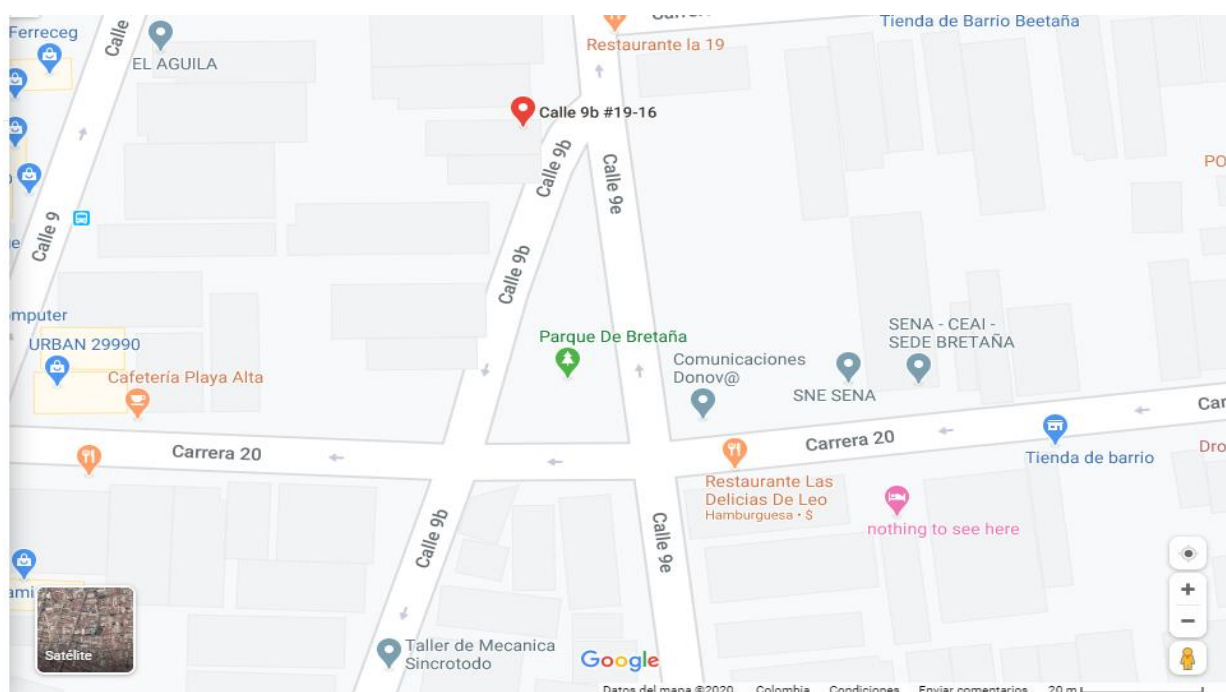 Ferreceg
Calle
EL AGUILA
Restaurante la 19
Tienda de Barrio Beetaña
Calle 9b #19-16
Calle 9b
Calle 9e
PO
Calle 9
Calle 9b
omputer
URBAN 29990
Cafetería Playa Alta
Parque De Bretaña
Comunicaciones
Donov@
SENA - CEAI -
SEDE BRETAÑA
SNE SENA
Carrera 20
Carrera 20
Car
Tienda de barrio
Dro
Restaurante Las
Delicias De Leo
Hamburguesa • $
nothing to see here
Calle 9b
Calle 9e
Satélite
Taller de Mecanica
Sincrotodo
Google
Datos del mapa ©2020 Colombia Condiciones Enviar comentarios 20 m